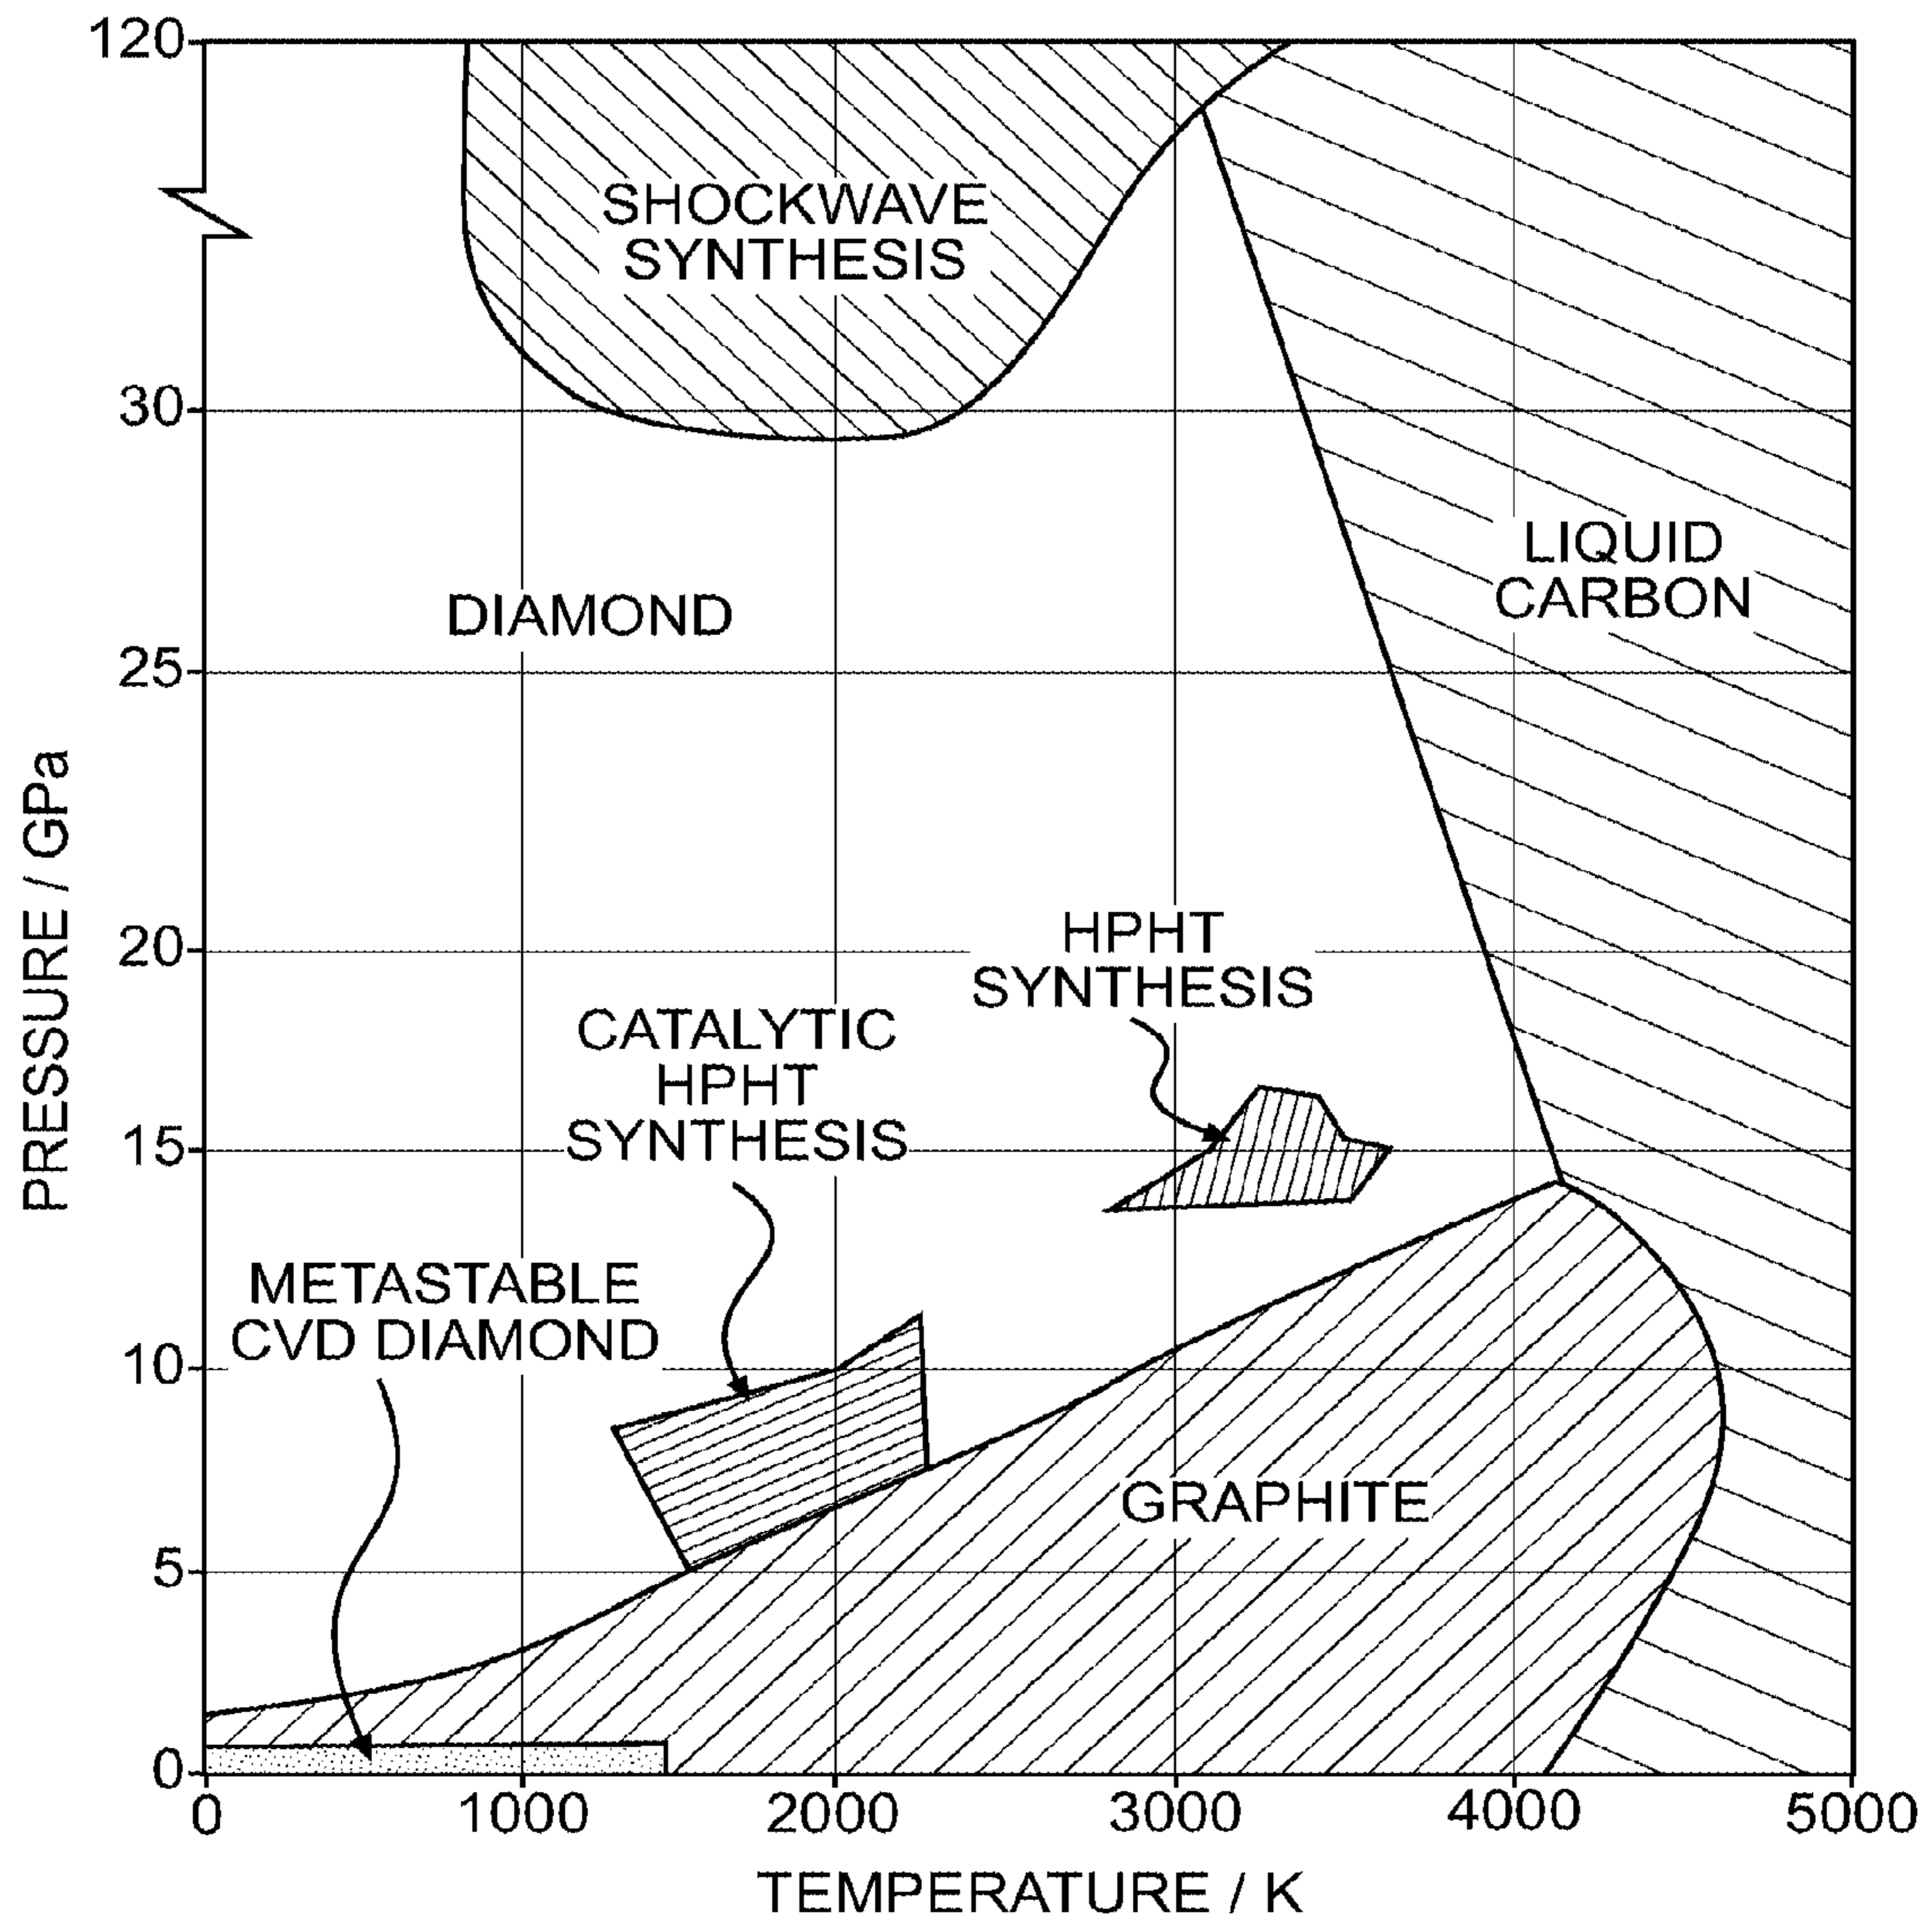 120
SHOCKWAVE
SYNTHESIS
30
LIQUID
CARBON
DIAMOND
25
PRESSURE / GPa
20
HPHT
SYNTHESIS
CATALYTIC
HPHT
SYNTHESIS
15
METASTABLE
CVD DIAMOND
10
GRAPHITE
5
0
0 1000 2000 3000 4000 5000
TEMPERATURE / K